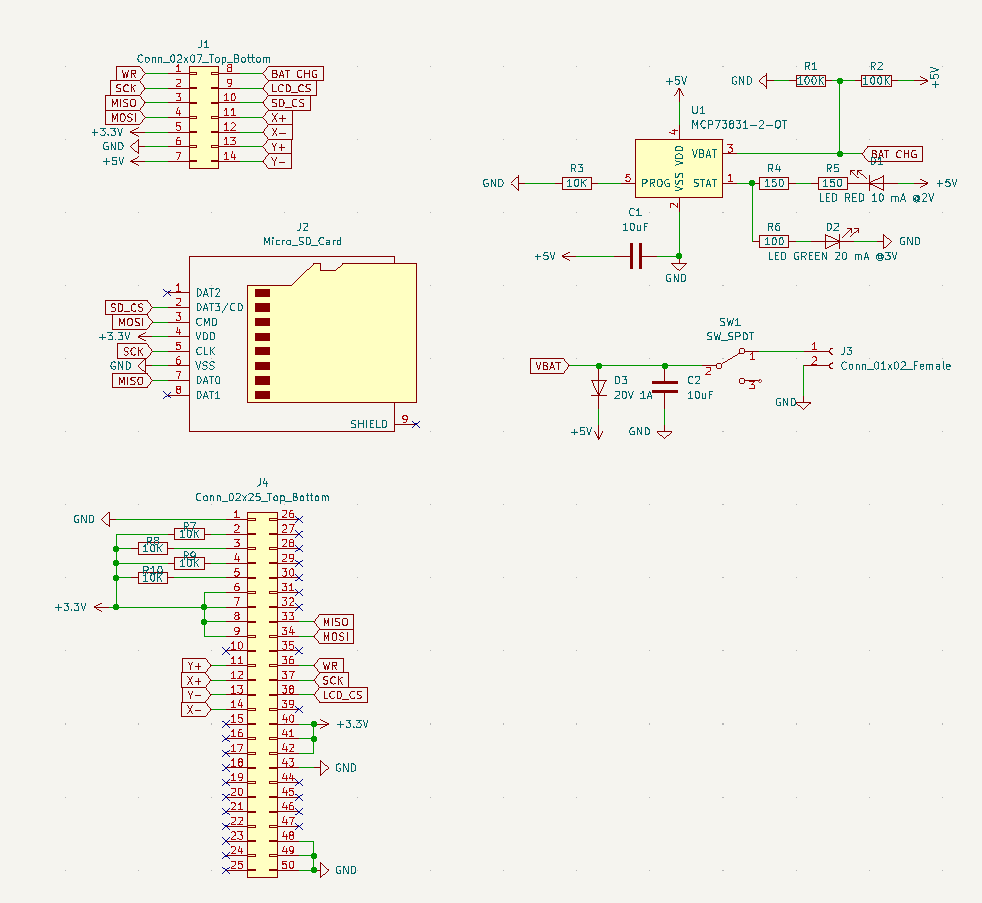 J1
Conn_02x07_Top_Bottom
WR 1 8 BAT CHG
SCK 2 9 LCD_CS
MISO 3 10 SD_CS
MOSI 4 11 X+
+3.3V 5 12 X-
GND 6 13 Y+
+5V 7 14 Y-
J2
Micro_SD_Card
1 DAT2
SD_CS 2 DAT3/CD
MOSI 3 CMD
+3.3V 4 VDD
SCK 5 CLK
GND 6 VSS
MISO 7 DAT0
8 DAT1
SHIELD 9
J4
Conn_02x25_Top_Bottom
GND 1 26
R7 10K 2 27
R8 10K 3 28
R9 10K 4 29
R10 10K 5 30
6 31
+3.3V 7 32
8 33 MISO
9 34 MOSI
10 35
Y+ 11 36 WR
X+ 12 37 SCK
Y- 13 38 LCD_CS
X- 14 39
15 40 +3.3V
16 41
17 42
18 43 GND
19 44
20 45
21 46
22 47
23 48
24 49
25 50 GND
R1 R2
GND 100K 100K +5V
+5V
U1
MCP73831-2-OT
4 VDD
VBAT 3 BAT CHG
R3 R4 R5 D1
GND 10K 5 PROG VSS STAT 1 150 150 +5V
LED RED 10 mA @2V
2
C1
10uF
R6 D2
100 GND
LED GREEN 20 mA @3V
+5V
GND
SW1
SW_SPDT
VBAT 2 1 1 J3
3 2 Conn_01x02_Female
D3 C2
20V 1A 10uF
GND
+5V GND